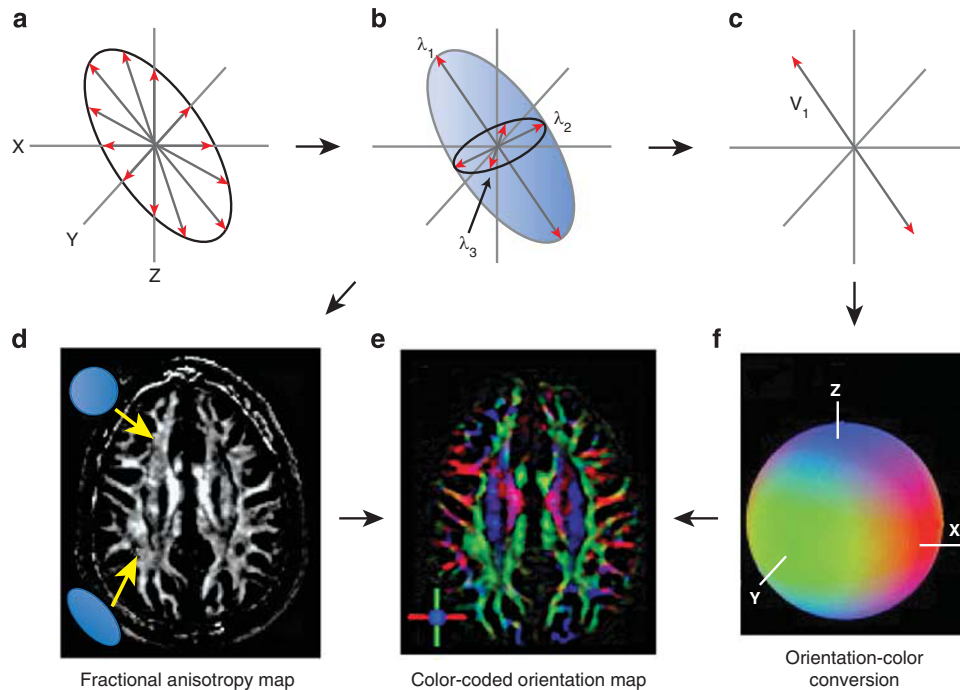 a
b
c
X
Y
Z
λ1
λ2
λ3
V1
d
e
f
Z
X
Y
Fractional anisotropy map
Color-coded orientation map
Orientation-color
conversion